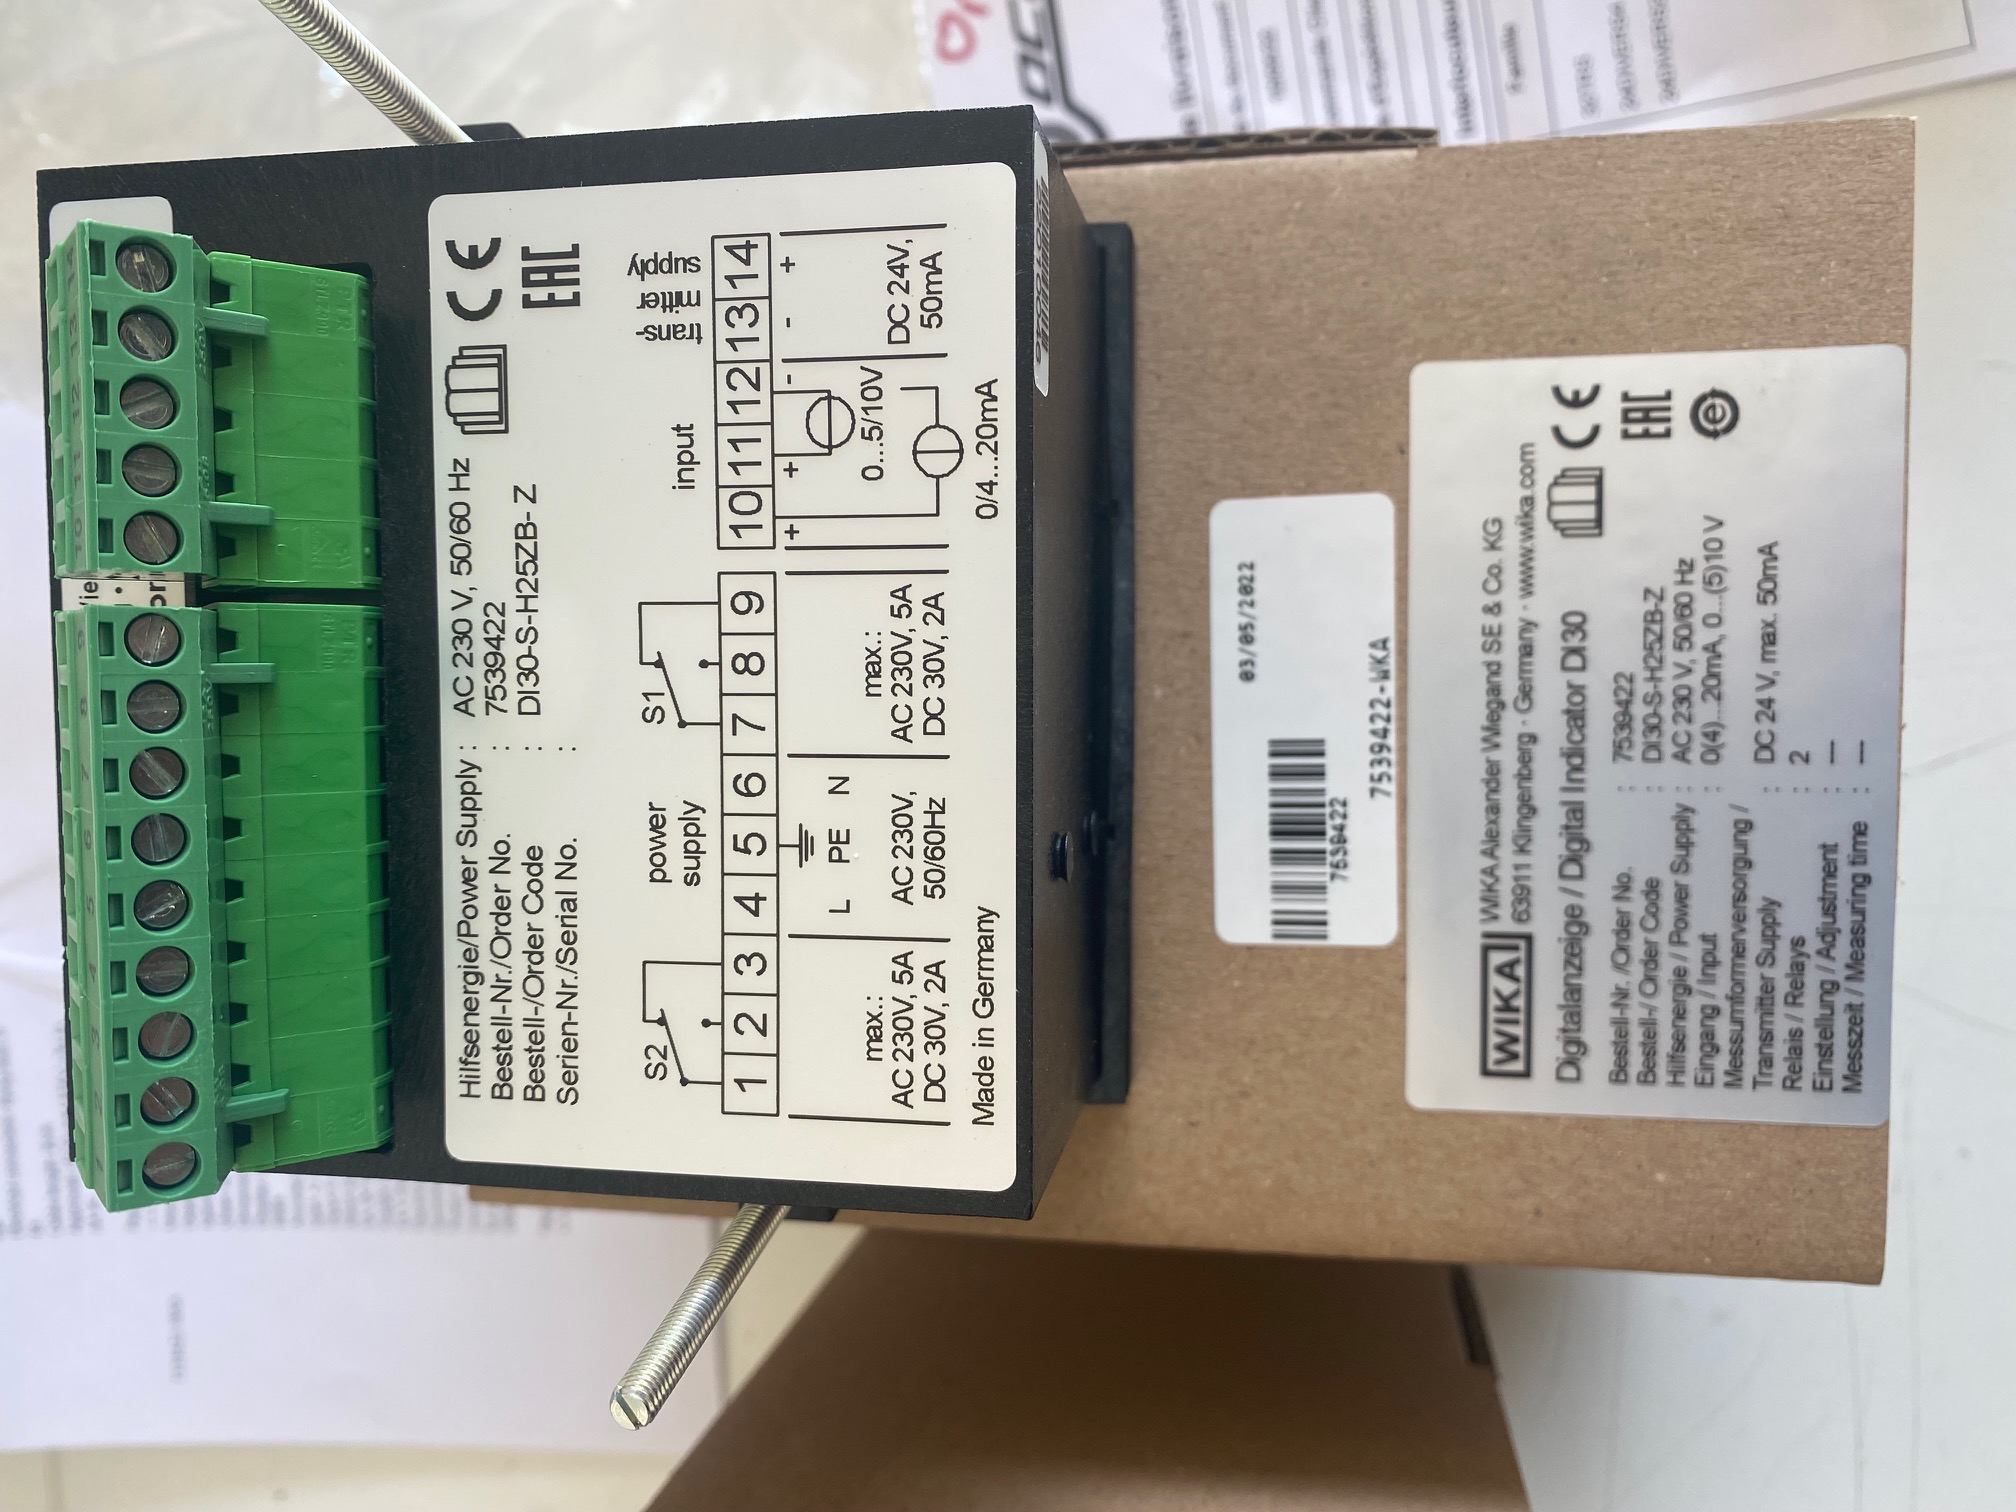 Hilfsenergie/Power Supply : AC 230 V, 50/60 Hz
Bestell-Nr./Order No. : 7539422
Bestell-/Order Code : DI30-S-H25ZB- Z
Serien-Nr./Serial No. :
CE
EAC
S2
power
supply
S1
input
trans-
mitter
supply
1 2 3 4 5 6 7 8 9 10 11 12 13 14
L PE N
+ + - - +
0...5/10V
max.:
AC 230V, 5A
DC 30V, 2A
AC 230V,
50/60Hz
max.:
AC 230V, 5A
DC 30V, 2A
DC 24V,
50mA
0/4...20mA
Made in Germany
03/05/2022
7539422
7539422-WKA
WIKA
WIKA Alexander Wiegand SE & Co. KG
63911 Klingenberg · Germany · www.wika.com
Digitalanzeige / Digital Indicator DI30
CE
EAC
Bestell-Nr. /Order No. : 7539422
Bestell-/ Order Code : DI30-S-H25ZB-Z
Hilfsenergie / Power Supply : AC 230 V, 50/60 Hz
Eingang / Input : 0(4)...20mA, 0...(5)10 V
Messumformerversorgung /
Transmitter Supply : DC 24 V, max. 50mA
Relais / Relays : 2
Einstellung / Adjustment : ---
Messzeit / Measuring time : ---